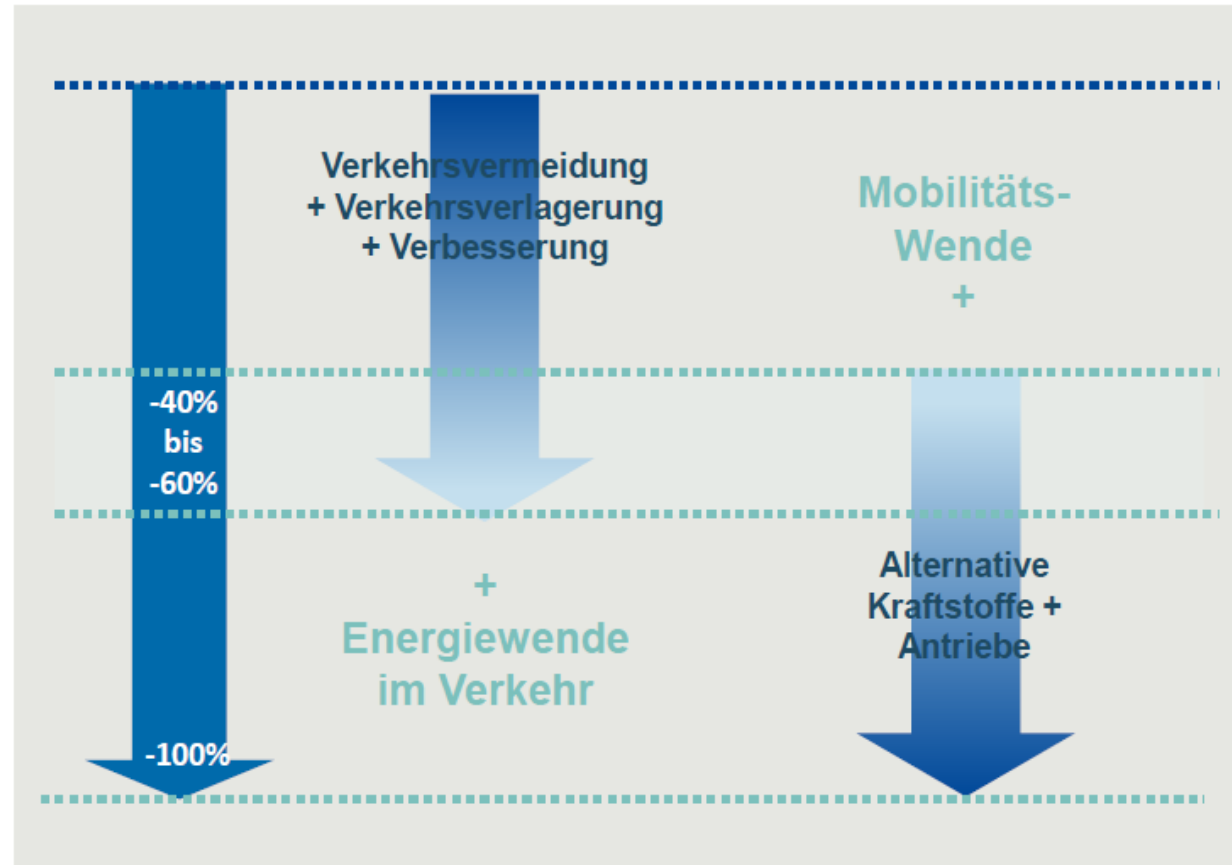 Verkehrsvermeidung
+ Verkehrsverlagerung
+ Verbesserung
Mobilitäts-
Wende
+
-40%
bis
-60%
+
Energiewende
im Verkehr
Alternative
Kraftstoffe +
Antriebe
-100%